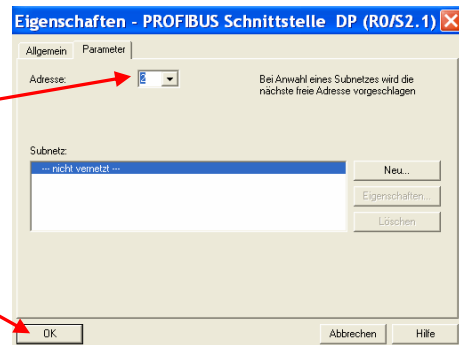 Eigenschaften - PROFIBUS Schnittstelle DP (R0/S2.1)
Allgemein Parameter
Adresse: 2 Bei Anwahl eines Subnetzes wird die
nächste freie Adresse vorgeschlagen
Subnetz:
--- nicht vernetzt ---
Neu...
Eigenschaften...
Löschen
OK Abbrechen Hilfe